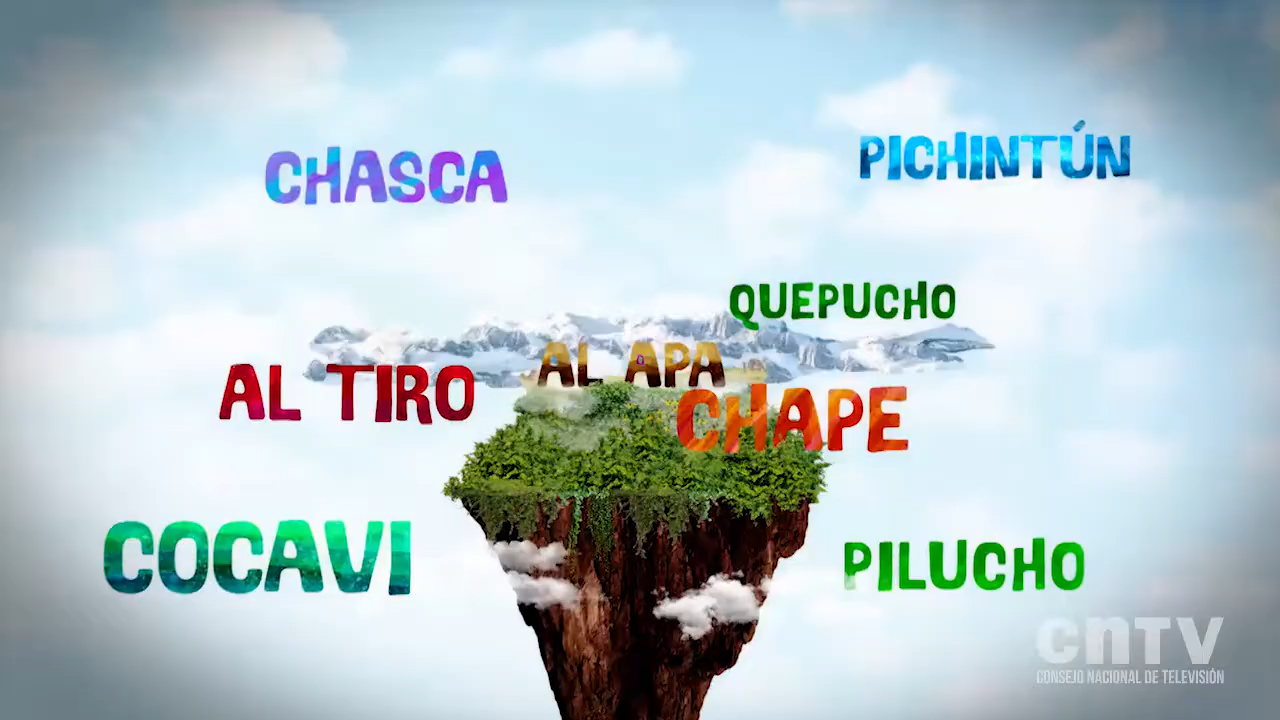 CHASCA
PICHINTÚN
QUEPUCHO
AL APA
AL TIRO
CHAPE
COCAVI
PILUCHO
CNTV
CONSEJO NACIONAL DE TELEVISIÓN